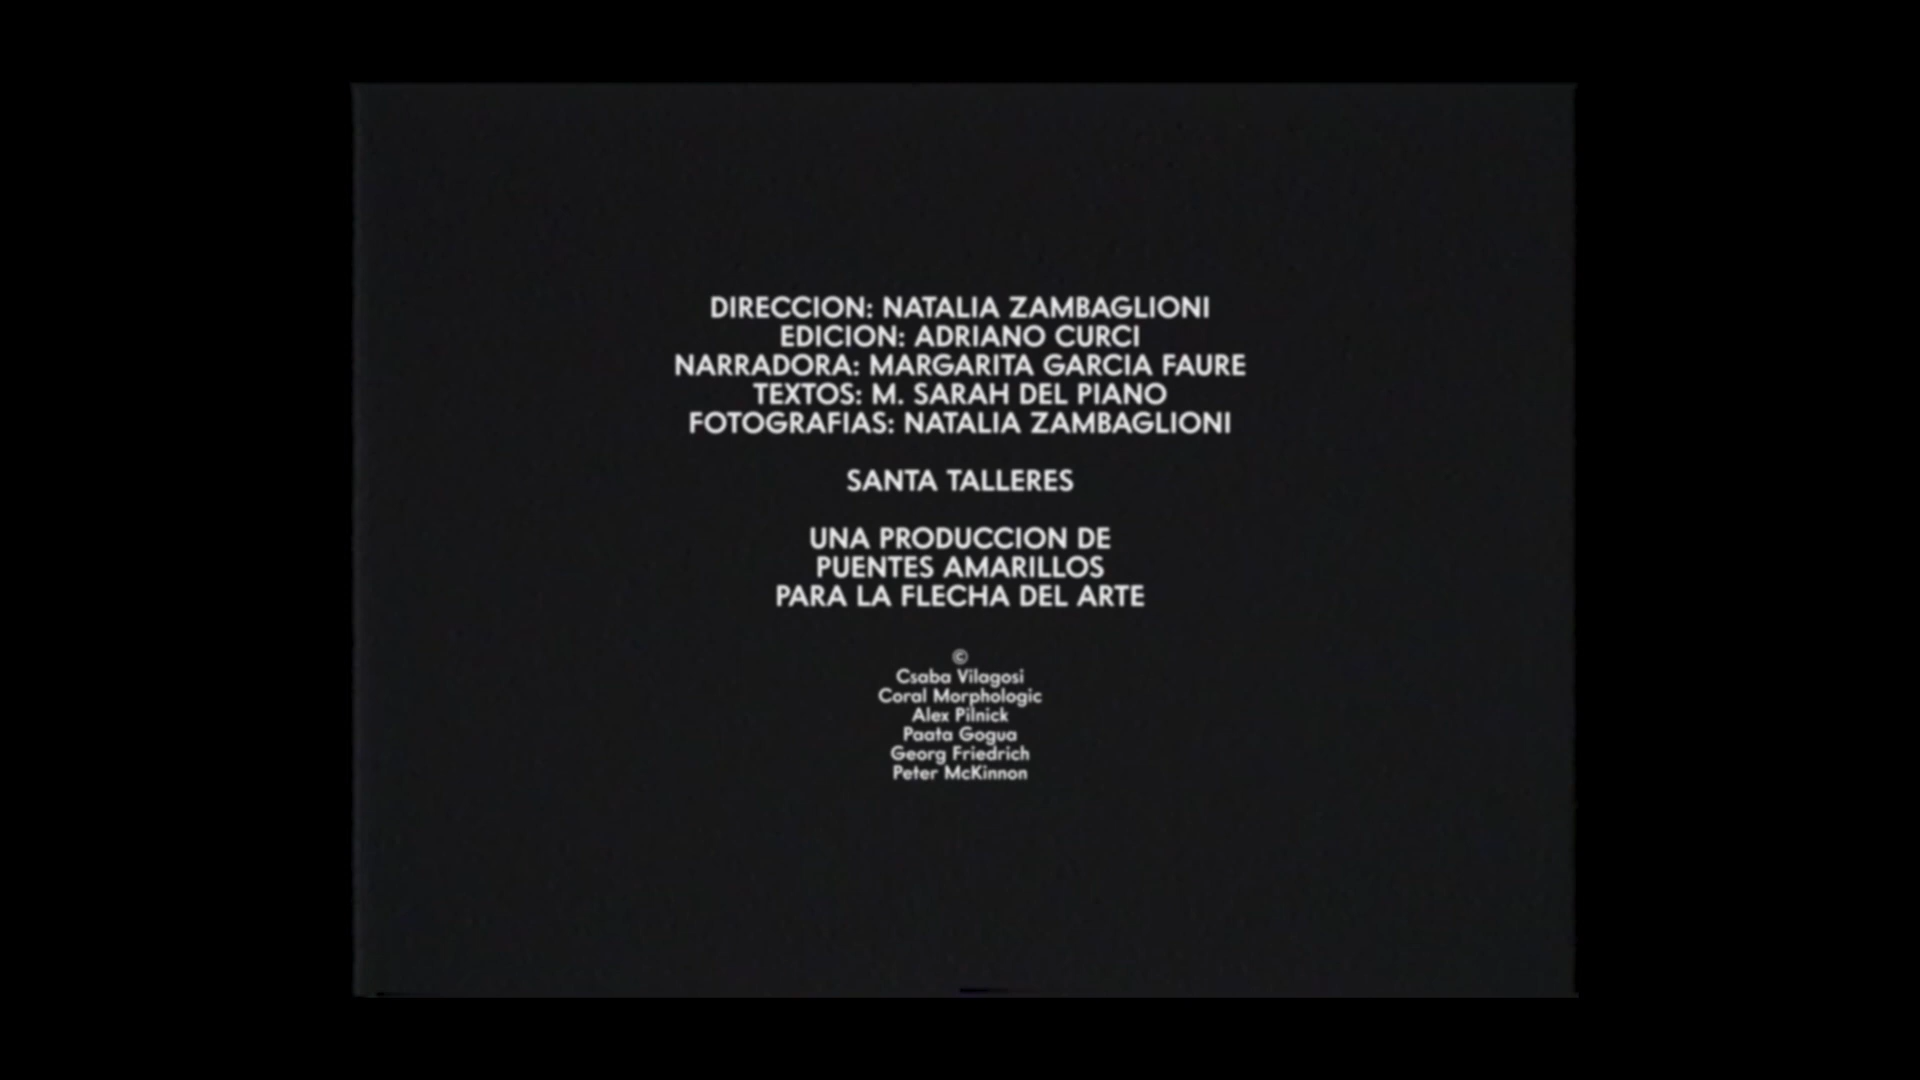 DIRECCION: NATALIA ZAMBAGLIONI
EDICION: ADRIANO CURCI
NARRADORA: MARGARITA GARCIA FAURE
TEXTOS: M. SARAH DEL PIANO
FOTOGRAFIAS: NATALIA ZAMBAGLIONI
SANTA TALLERES
UNA PRODUCCION DE
PUENTES AMARILLOS
PARA LA FLECHA DEL ARTE
©
Csaba Vilagosi
Coral Morphologic
Alex Pilnick
Paata Gogua
Georg Friedrich
Peter McKinnon